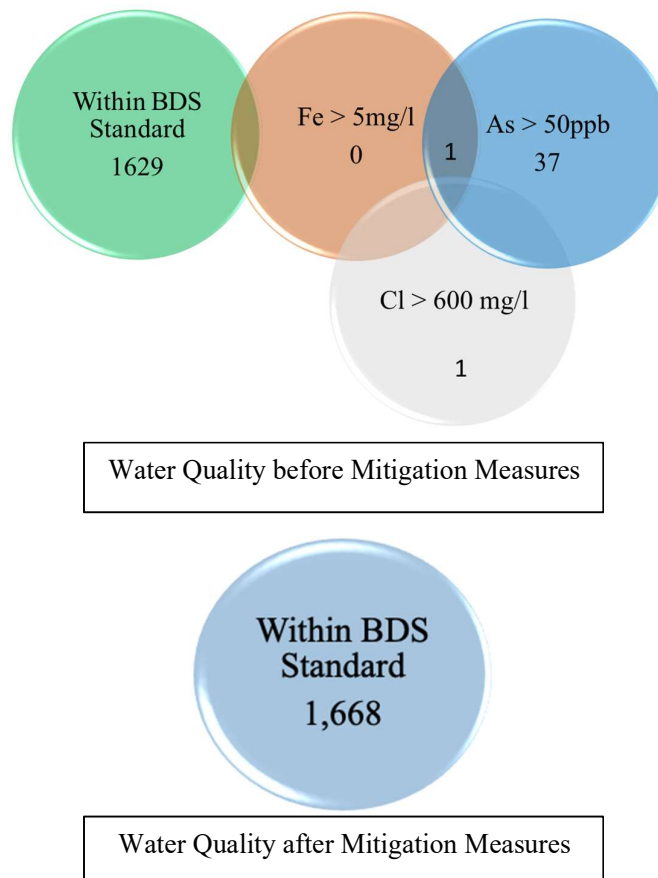 Within BDS
Standard
1629
Fe > 5mg/l
0
1
As > 50ppb
37
Cl > 600 mg/l
1
Water Quality before Mitigation Measures
Within BDS
Standard
1,668
Water Quality after Mitigation Measures